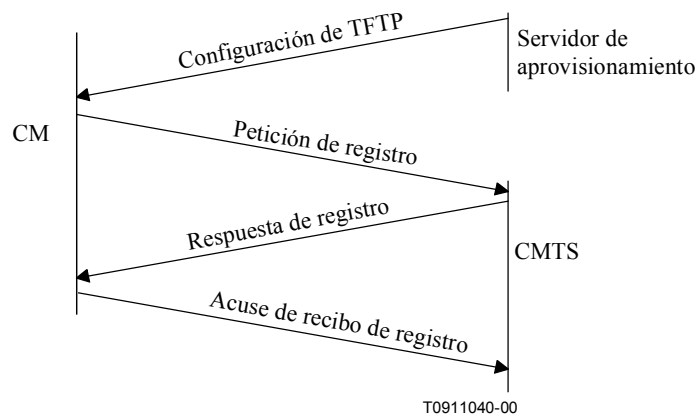 Configuración de TFTP
Servidor de
aprovisionamiento
CM
Petición de registro
Respuesta de registro
CMTS
Acuse de recibo de registro
T0911040-00